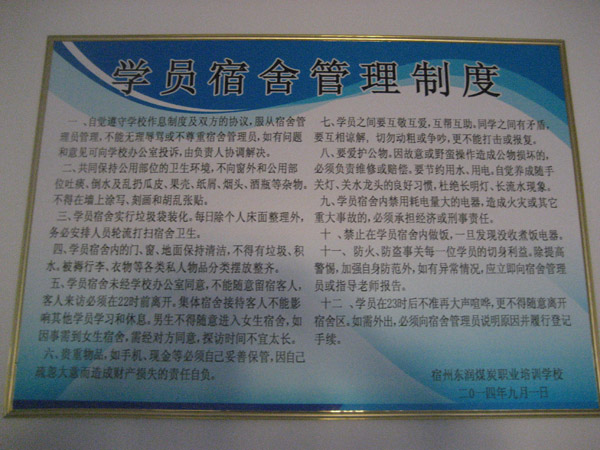 学员宿舍管理制度
一、自觉遵守学校作息制度及双方的协议，服从宿舍管
理员管理，不能无理辱骂或不尊重宿舍管理员，如有问题
和意见可向学校办公室投诉，由负责人协调解决。
二、共同保持公用部位的卫生环境，不向窗外和公用部
位吐痰、倒水及乱扔瓜皮、果壳、纸屑、烟头、酒瓶等杂物。
不得在墙上涂写、刻画和胡乱张贴。
三、学员宿舍实行垃圾袋装化，每日除个人床面整理外，
务必安排人员轮流打扫宿舍卫生。
四、学员宿舍内的门、窗、地面保持清洁，不得有垃圾、积
水，被褥行李、衣物等各类私人物品分类摆放整齐。
五、学员宿舍未经学校办公室同意，不能随意留宿客人，
客人来访必须在22时前离开，集体宿舍接待客人不能影
响其他学员学习和休息。男生不得随意进入女生宿舍，如
因事需到女生宿舍，需经对方同意，探访时间不宜太长。
六、贵重物品，如手机、现金等必须自己妥善保管，因自己
疏忽大意而造成财产损失的责任自负。
七、学员之间要互敬互爱，互帮互助，同学之间有矛盾，
要互相谅解，切勿动粗或争吵，更不能打击或报复。
八、要爱护公物，因故意或野蛮操作造成公物损坏的，
必须负责维修或赔偿。要节约用水、用电，自觉养成随手
关灯、关水龙头的良好习惯，杜绝长明灯、长流水现象。
九、学员宿舍内禁用耗电量大的电器，造成火灾或其它
重大事故的，必须承担经济或刑事责任。
十、禁止在学员宿舍内做饭，一旦发现没收煮饭电器。
十一、防火、防盗事关每一位学员的切身利益，除提高
警惕，加强自身防范外，如有异常情况，应立即向宿舍管理
员或指导老师报告。
十二、学员在23时后不准再大声喧哗，更不得随意离开
宿舍区，如需外出，必须向宿舍管理员说明原因并履行登记
手续。
宿州东润煤炭职业培训学校
二〇一四年九月一日